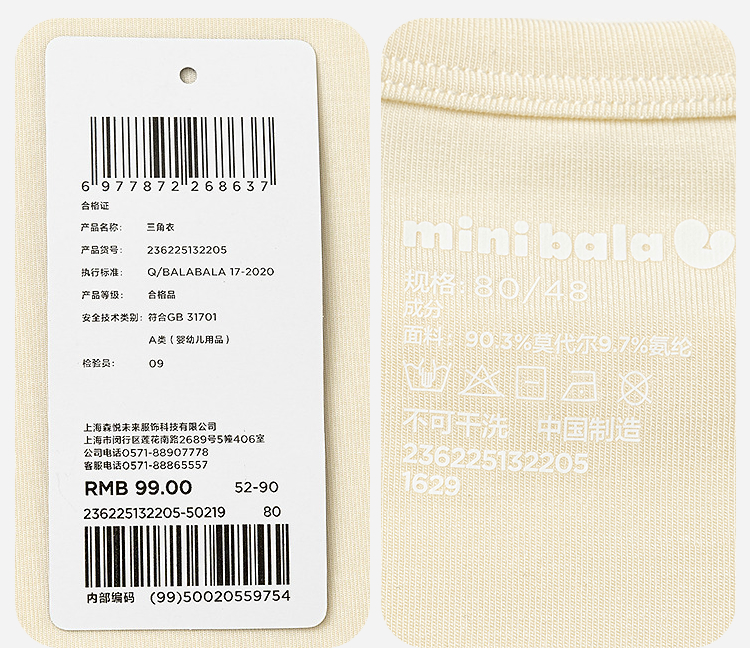 6 977872 268637
合格证
产品名称: 三角衣
产品货号: 236225132205
执行标准: Q/BALABALA 17-2020
产品等级: 合格品
安全技术类别: 符合GB 31701
A类 (婴幼儿用品)
检验员: 09
上海森悦未来服饰科技有限公司
上海市闵行区莲花南路2689号5幢406室
公司电话0571-88907778
客服电话0571-88865557
RMB 99.00 52-90
236225132205-50219 80
内部编码 (99)50020559754
mini bala
规格: 80/48
成分
面料: 90.3%莫代尔9.7%氨纶
不可干洗 中国制造
236225132205
1629